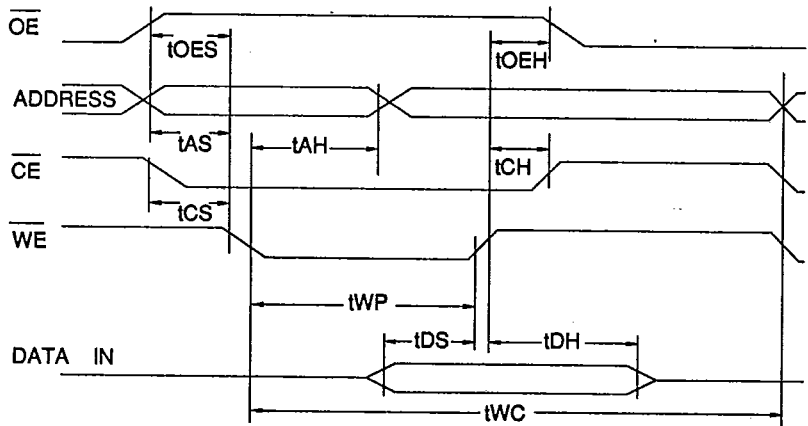 OE
tOES
tOEH
ADDRESS
tAS
tAH
tCH
CE
tCS
WE
tWP
tDS
tDH
DATA IN
tWC